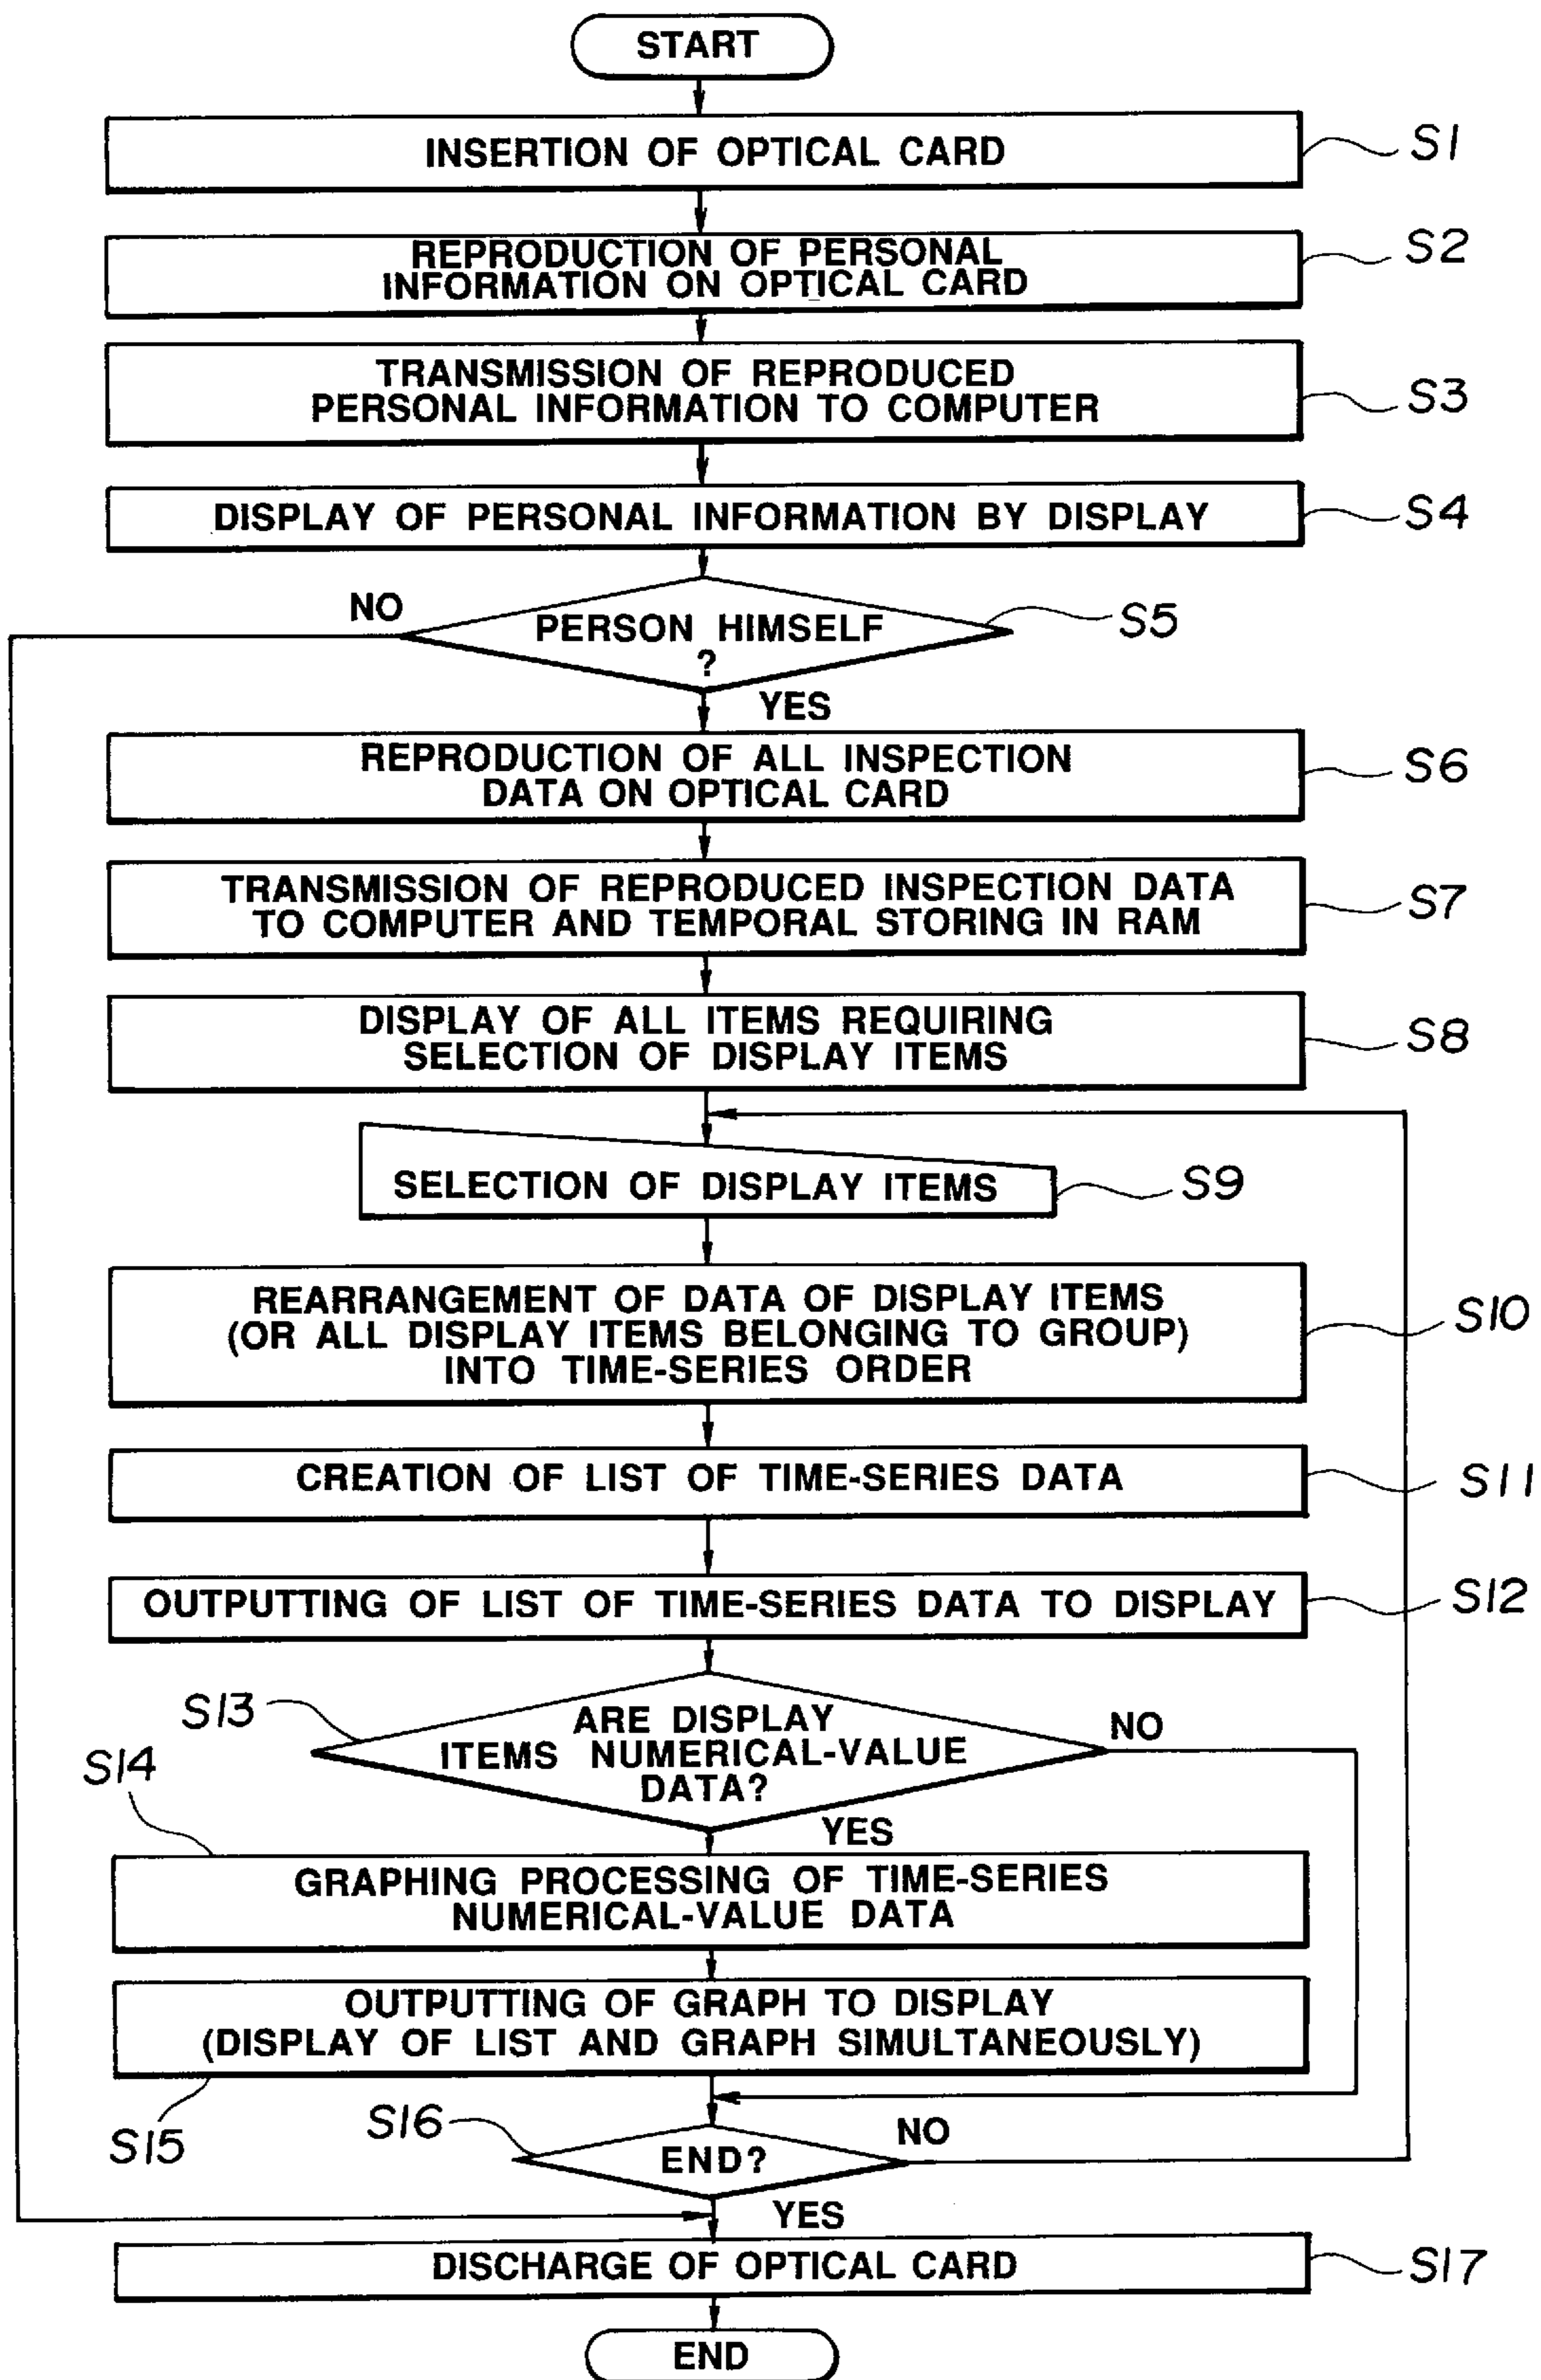 START
INSERTION OF OPTICAL CARD
S1
REPRODUCTION OF PERSONAL
INFORMATION ON OPTICAL CARD
S2
TRANSMISSION OF REPRODUCED
PERSONAL INFORMATION TO COMPUTER
S3
DISPLAY OF PERSONAL INFORMATION BY DISPLAY
S4
NO
PERSON HIMSELF
?
S5
YES
REPRODUCTION OF ALL INSPECTION
DATA ON OPTICAL CARD
S6
TRANSMISSION OF REPRODUCED INSPECTION DATA
TO COMPUTER AND TEMPORAL STORING IN RAM
S7
DISPLAY OF ALL ITEMS REQUIRING
SELECTION OF DISPLAY ITEMS
S8
SELECTION OF DISPLAY ITEMS
S9
REARRANGEMENT OF DATA OF DISPLAY ITEMS
(OR ALL DISPLAY ITEMS BELONGING TO GROUP)
INTO TIME-SERIES ORDER
S10
CREATION OF LIST OF TIME-SERIES DATA
S11
OUTPUTTING OF LIST OF TIME-SERIES DATA TO DISPLAY
S12
S13
ARE DISPLAY
ITEMS NUMERICAL-VALUE
DATA?
NO
YES
S14
GRAPHING PROCESSING OF TIME-SERIES
NUMERICAL-VALUE DATA
OUTPUTTING OF GRAPH TO DISPLAY
(DISPLAY OF LIST AND GRAPH SIMULTANEOUSLY)
S15
S16
END?
NO
YES
DISCHARGE OF OPTICAL CARD
S17
END